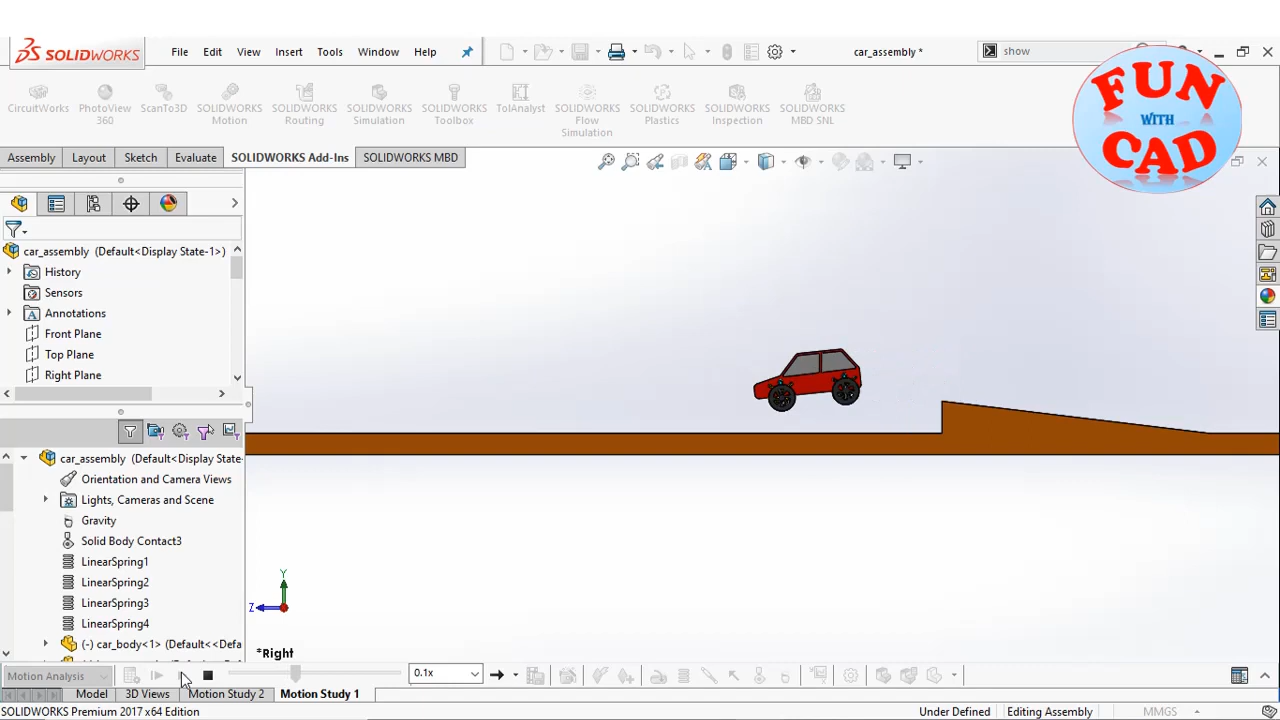 SOLIDWORKS
File Edit View Insert Tools Window Help
car_assembly *
show
CircuitWorks
PhotoView 360
ScanTo3D
SOLIDWORKS Motion
SOLIDWORKS Routing
SOLIDWORKS Simulation
SOLIDWORKS Toolbox
TolAnalyst
SOLIDWORKS Flow Simulation
SOLIDWORKS Plastics
SOLIDWORKS Inspection
SOLIDWORKS MBD SNL
FUN
WITH
CAD
Assembly Layout Sketch Evaluate SOLIDWORKS Add-Ins SOLIDWORKS MBD
car_assembly (Default<Display State-1>)
History
Sensors
Annotations
Front Plane
Top Plane
Right Plane
car_assembly (Default<Display State-
Orientation and Camera Views
Lights, Cameras and Scene
Gravity
Solid Body Contact3
LinearSpring1
LinearSpring2
LinearSpring3
LinearSpring4
(-) car_body<1> (Default<<Defa
Y
Z
*Right
Motion Analysis
0.1x
Model 3D Views Motion Study 2 Motion Study 1
SOLIDWORKS Premium 2017 x64 Edition
Under Defined Editing Assembly MMGS